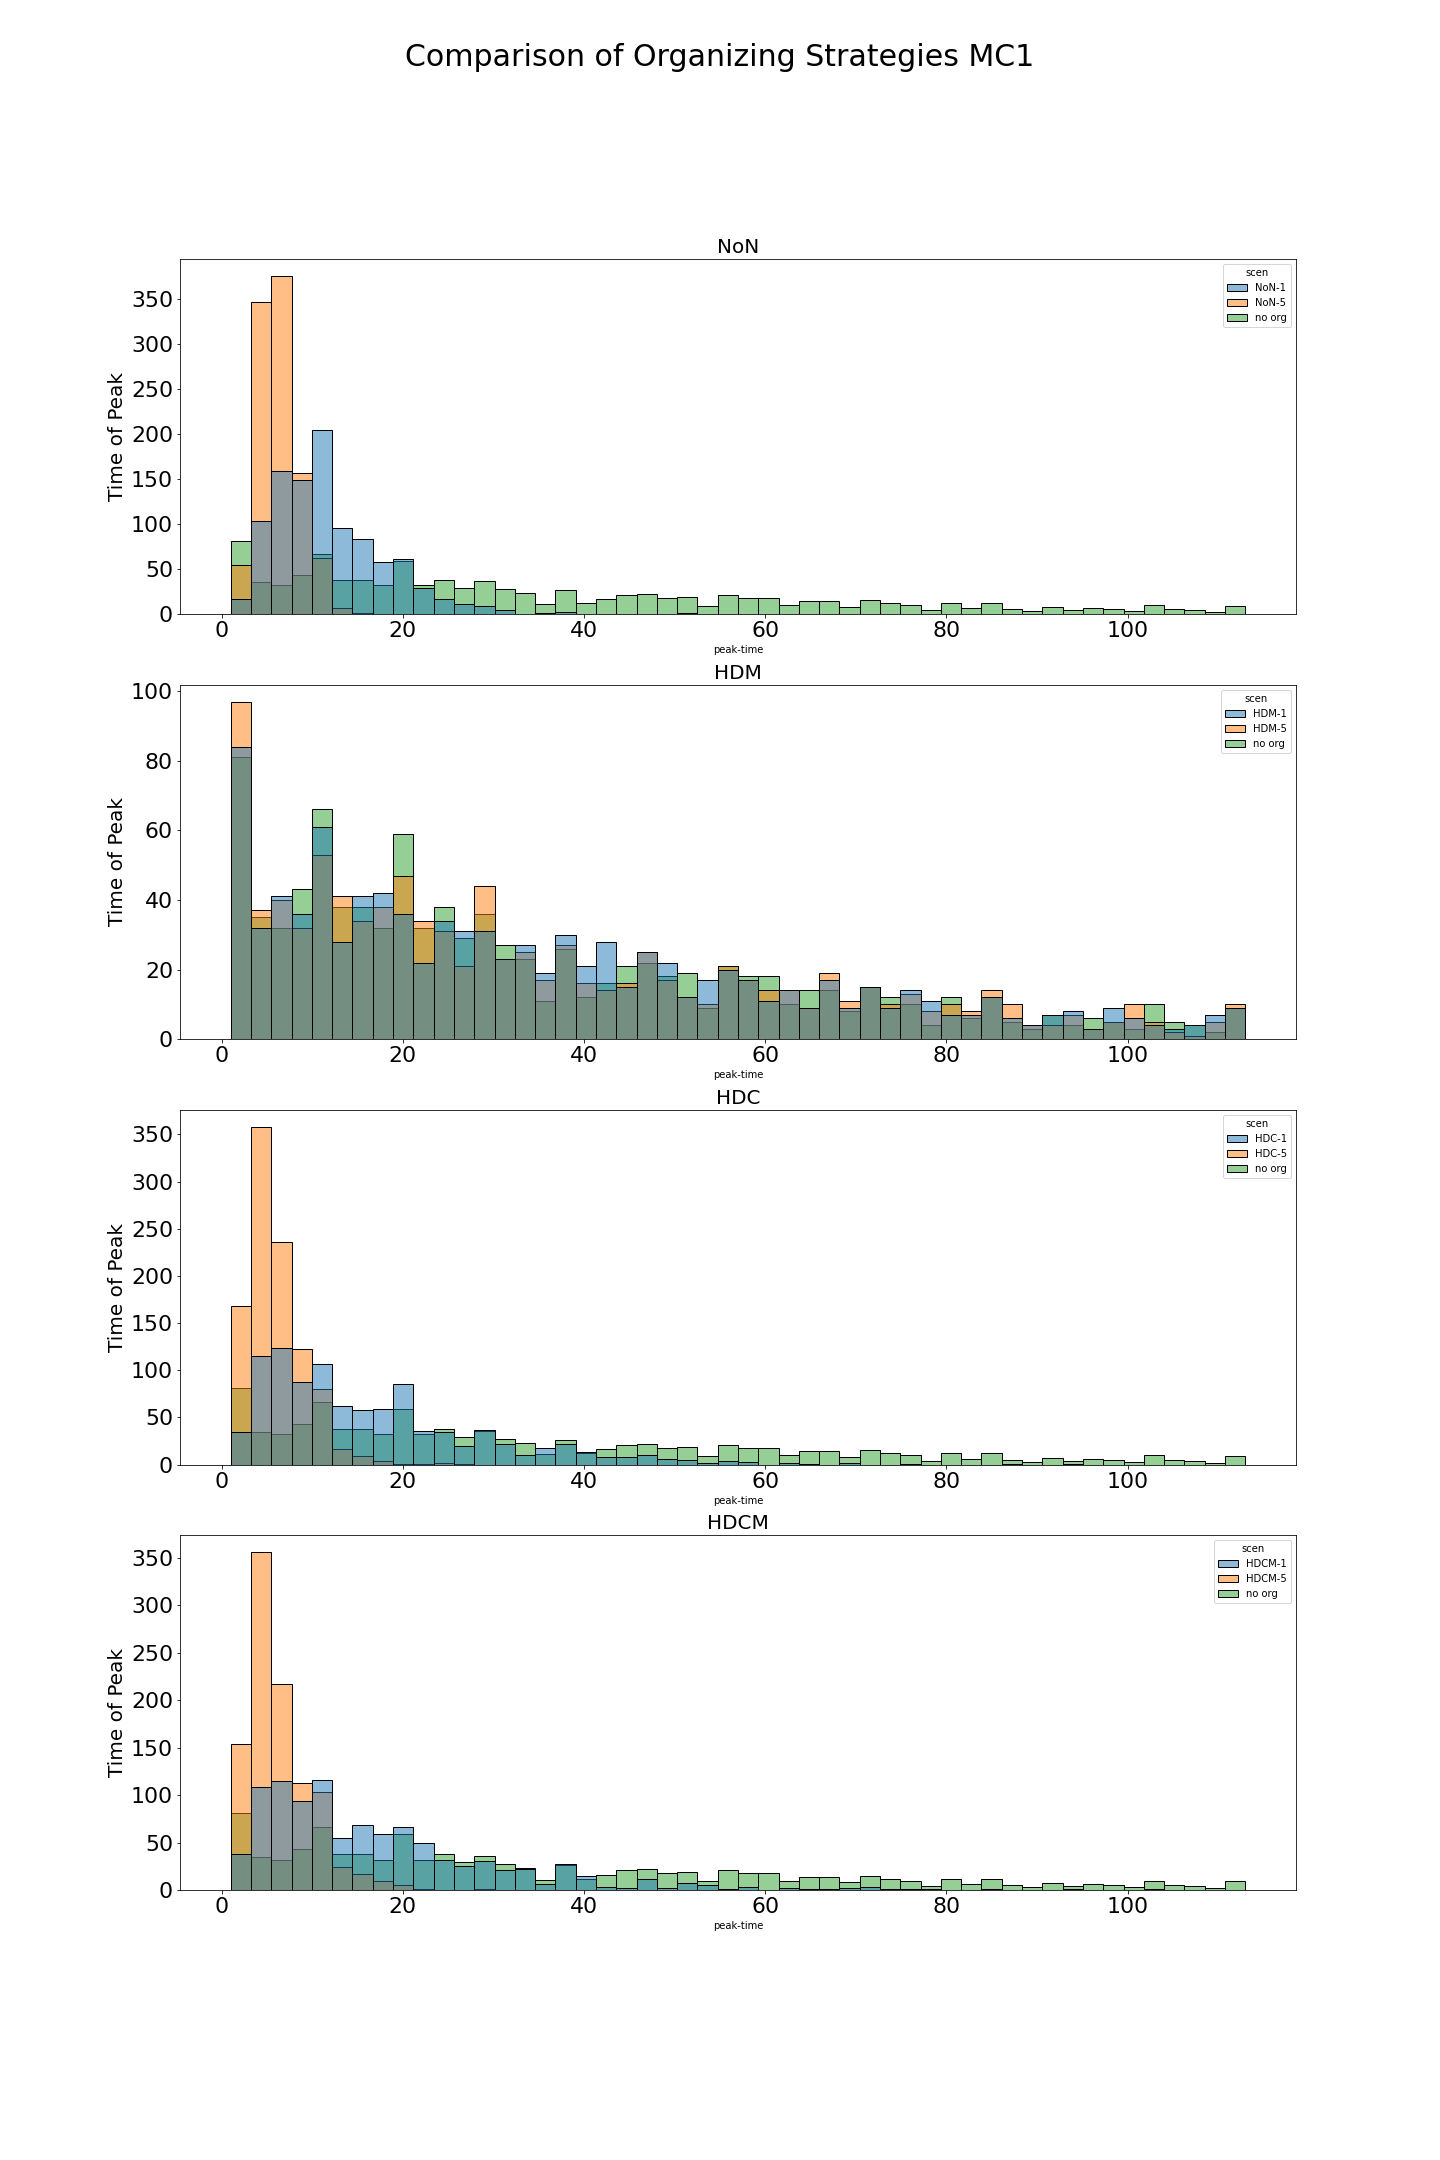 Comparison of Organizing Strategies MC1
NoN
Time of Peak
350
300
250
200
150
100
50
0
scen
NoN-1
NoN-5
no org
0 20 40 60 80 100
peak-time
HDM
Time of Peak
100
80
60
40
20
0
scen
HDM-1
HDM-5
no org
0 20 40 60 80 100
peak-time
HDC
Time of Peak
350
300
250
200
150
100
50
0
scen
HDC-1
HDC-5
no org
0 20 40 60 80 100
peak-time
HDCM
Time of Peak
350
300
250
200
150
100
50
0
scen
HDCM-1
HDCM-5
no org
0 20 40 60 80 100
peak-time